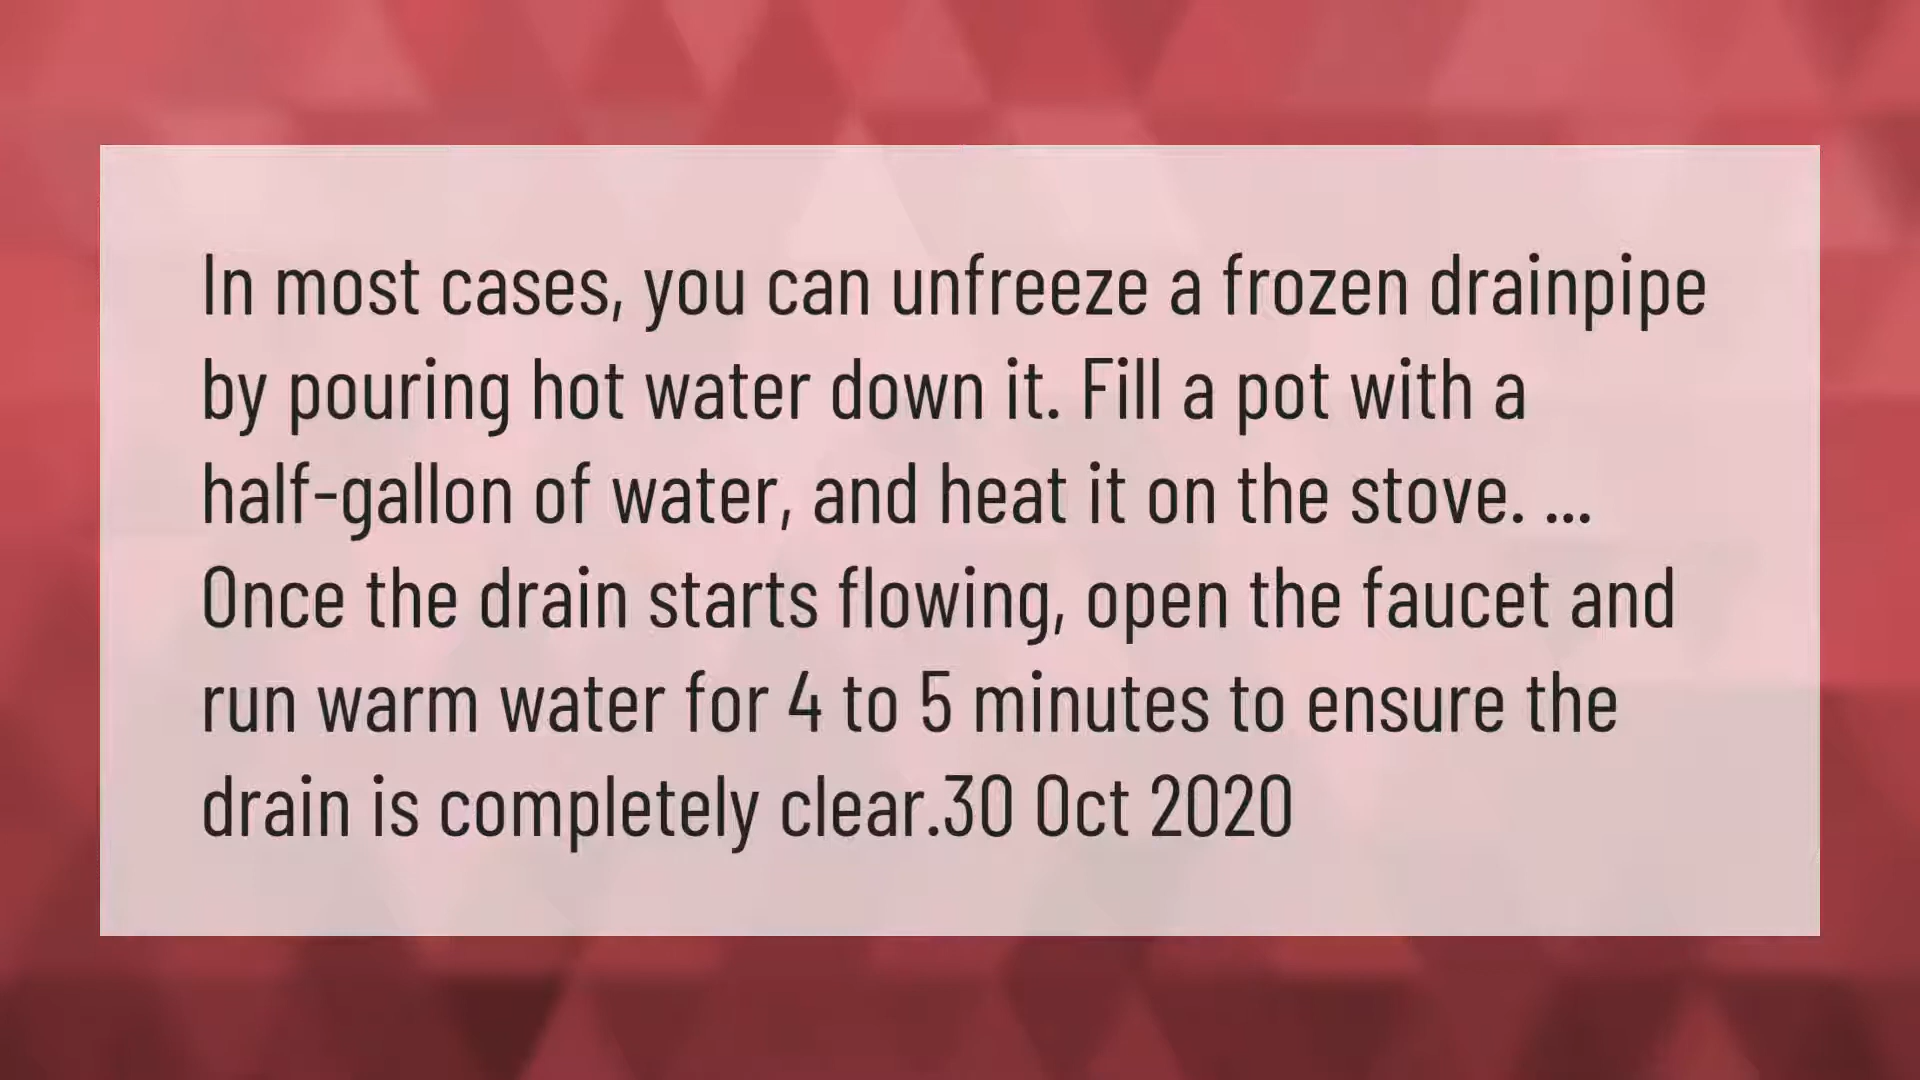 In most cases, you can unfreeze a frozen drainpipe
by pouring hot water down it. Fill a pot with a
half-gallon of water, and heat it on the stove. ...
Once the drain starts flowing, open the faucet and
run warm water for 4 to 5 minutes to ensure the
drain is completely clear.30 Oct 2020